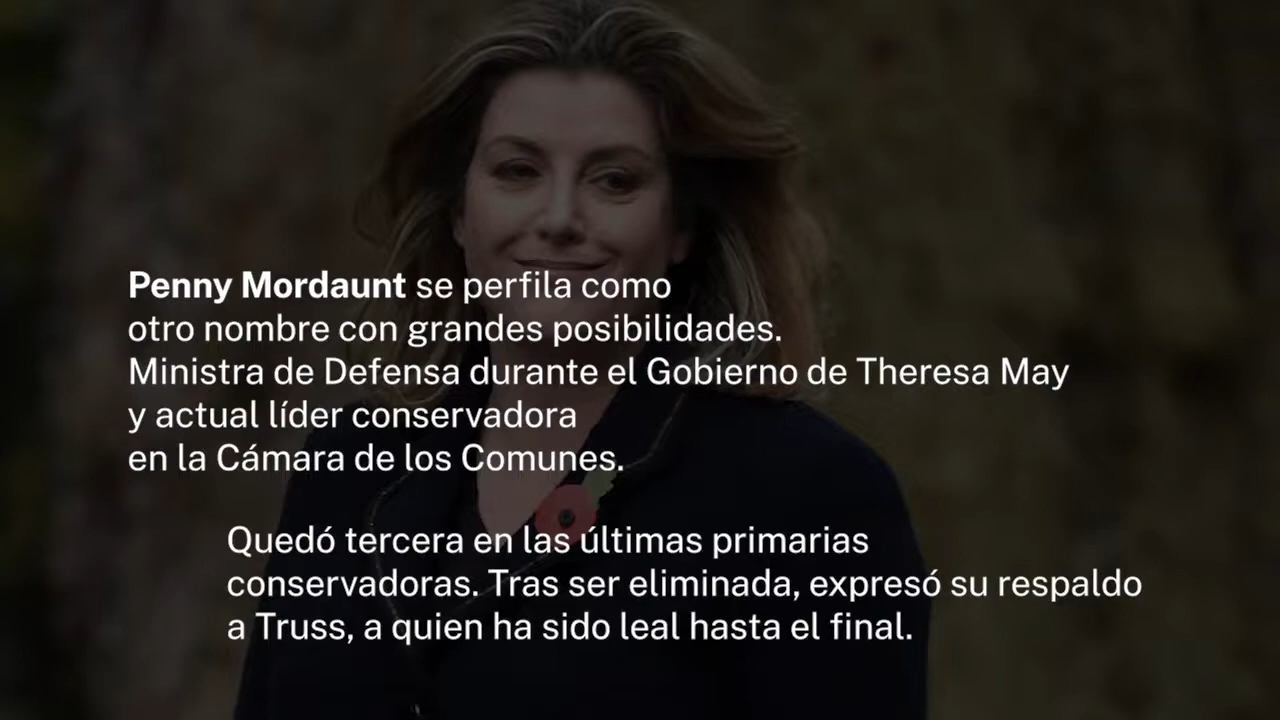 Penny Mordaunt se perfila como
otro nombre con grandes posibilidades.
Ministra de Defensa durante el Gobierno de Theresa May
y actual líder conservadora
en la Cámara de los Comunes.
Quedó tercera en las últimas primarias
conservadoras. Tras ser eliminada, expresó su respaldo
a Truss, a quien ha sido leal hasta el final.